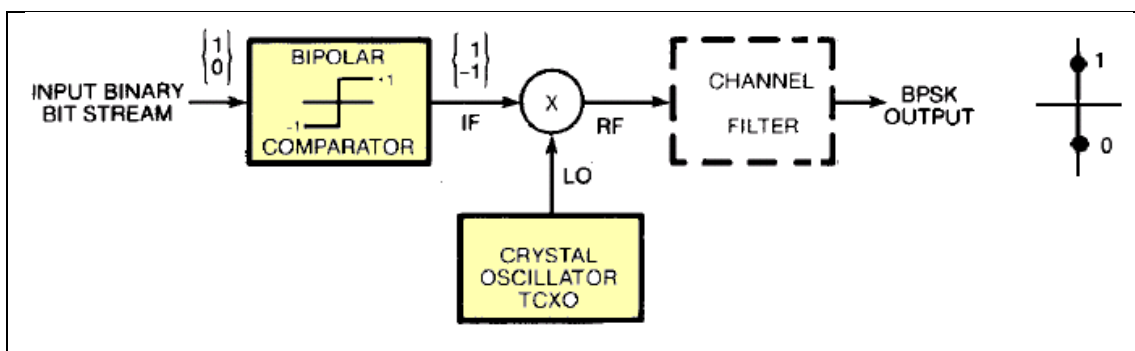 INPUT BINARY
BIT STREAM
{1
0}
BIPOLAR
+1
-1
COMPARATOR
{1
-1}
IF
X
RF
LO
CRYSTAL
OSCILLATOR
TCXO
CHANNEL
FILTER
BPSK
OUTPUT
1
0